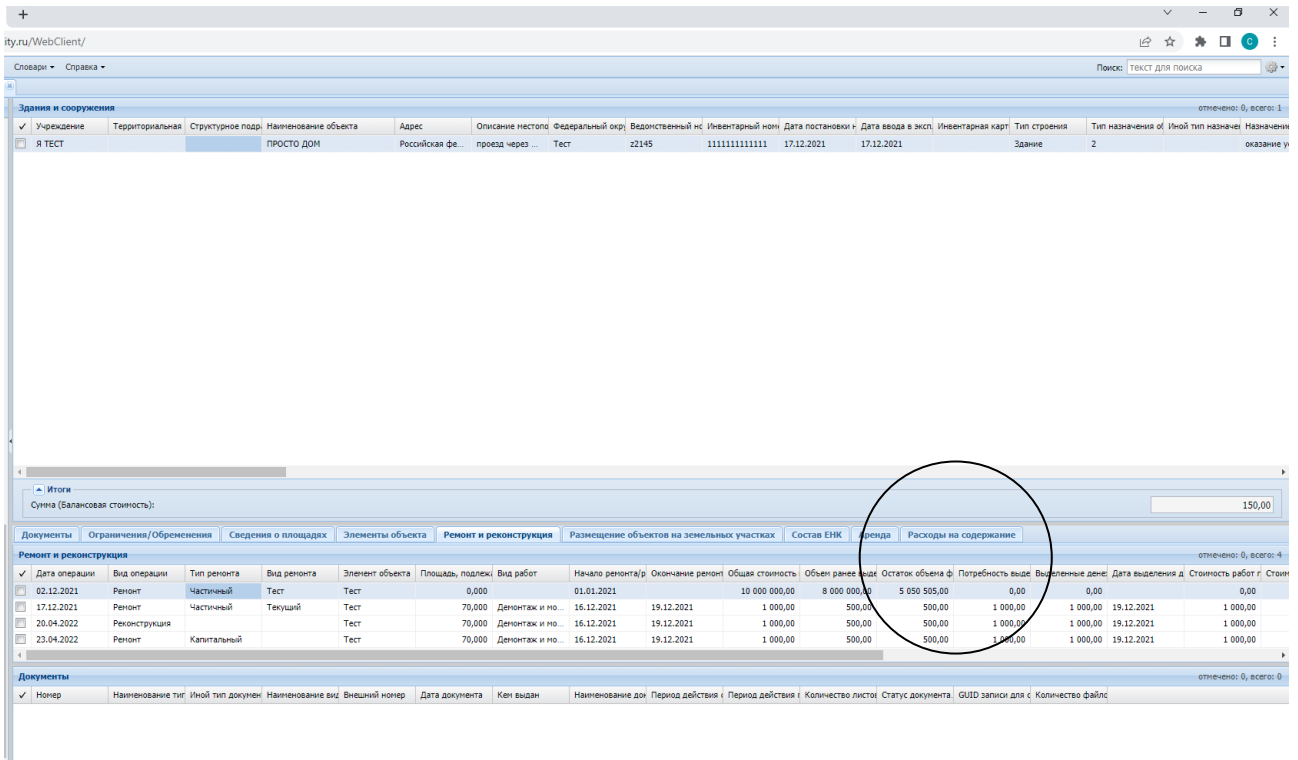 ity.ru/WebClient/
C
Словари Справка Поиск: текст для поиска
Здания и сооружения отмечено: 0, всего: 1
Учреждение Территориальная Структурное подра Наименование объекта Адрес Описание местопо Федеральный окру Ведомственный но Инвентарный номе Дата постановки н Дата ввода в эксп. Инвентарная карт Тип строения Тип назначения об Иной тип назначен Назначение
Я ТЕСТ ПРОСТО ДОМ Российская фе... проезд через ... Тест z2145 1111111111111 17.12.2021 17.12.2021 Здание 2 оказание ус
Итоги
Сумма (Балансовая стоимость): 150,00
Документы Ограничения/Обременения Сведения о площадях Элементы объекта Ремонт и реконструкция Размещение объектов на земельных участках Состав ЕНК Аренда Расходы на содержание
Ремонт и реконструкция отмечено: 0, всего: 4
Дата операции Вид операции Тип ремонта Вид ремонта Элемент объекта Площадь, подлежа Вид работ Начало ремонта/р Окончание ремонт Общая стоимость Объем ранее выде Остаток объема ф Потребность выде Выделенные денеж Дата выделения д Стоимость работ п Стоим
02.12.2021 Ремонт Частичный Тест Тест 0,000 01.01.2021 10 000 000,00 8 000 000,00 5 050 505,00 0,00 0,00 0,00
17.12.2021 Ремонт Частичный Текущий Тест 70,000 Демонтаж и мо... 16.12.2021 19.12.2021 1 000,00 500,00 500,00 1 000,00 1 000,00 19.12.2021 1 000,00
20.04.2022 Реконструкция Тест 70,000 Демонтаж и мо... 16.12.2021 19.12.2021 1 000,00 500,00 500,00 1 000,00 1 000,00 19.12.2021 1 000,00
23.04.2022 Ремонт Капитальный Тест 70,000 Демонтаж и мо... 16.12.2021 19.12.2021 1 000,00 500,00 500,00 1 000,00 1 000,00 19.12.2021 1 000,00
Документы отмечено: 0, всего: 0
Номер Наименование тип Иной тип докумен Наименование вид Внешний номер Дата документа Кем выдан Наименование док Период действия с Период действия п Количество листов Статус документа. GUID записи для с Количество файло